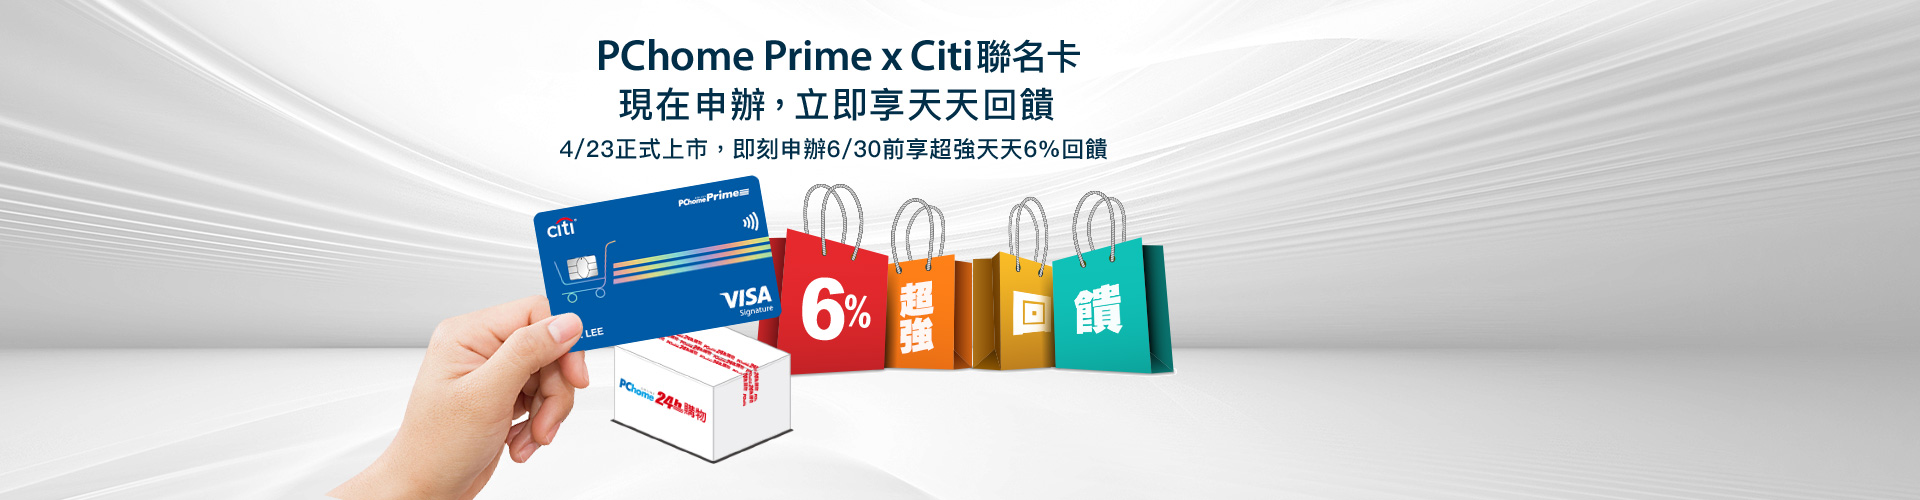 PChome Prime x Citi聯名卡
現在申辦，立即享天天回饋
4/23正式上市，即刻申辦6/30前享超強天天6%回饋
citi
PChome Prime
VISA
Signature
LEE
6%
超強
回
饋
PChome 24h購物